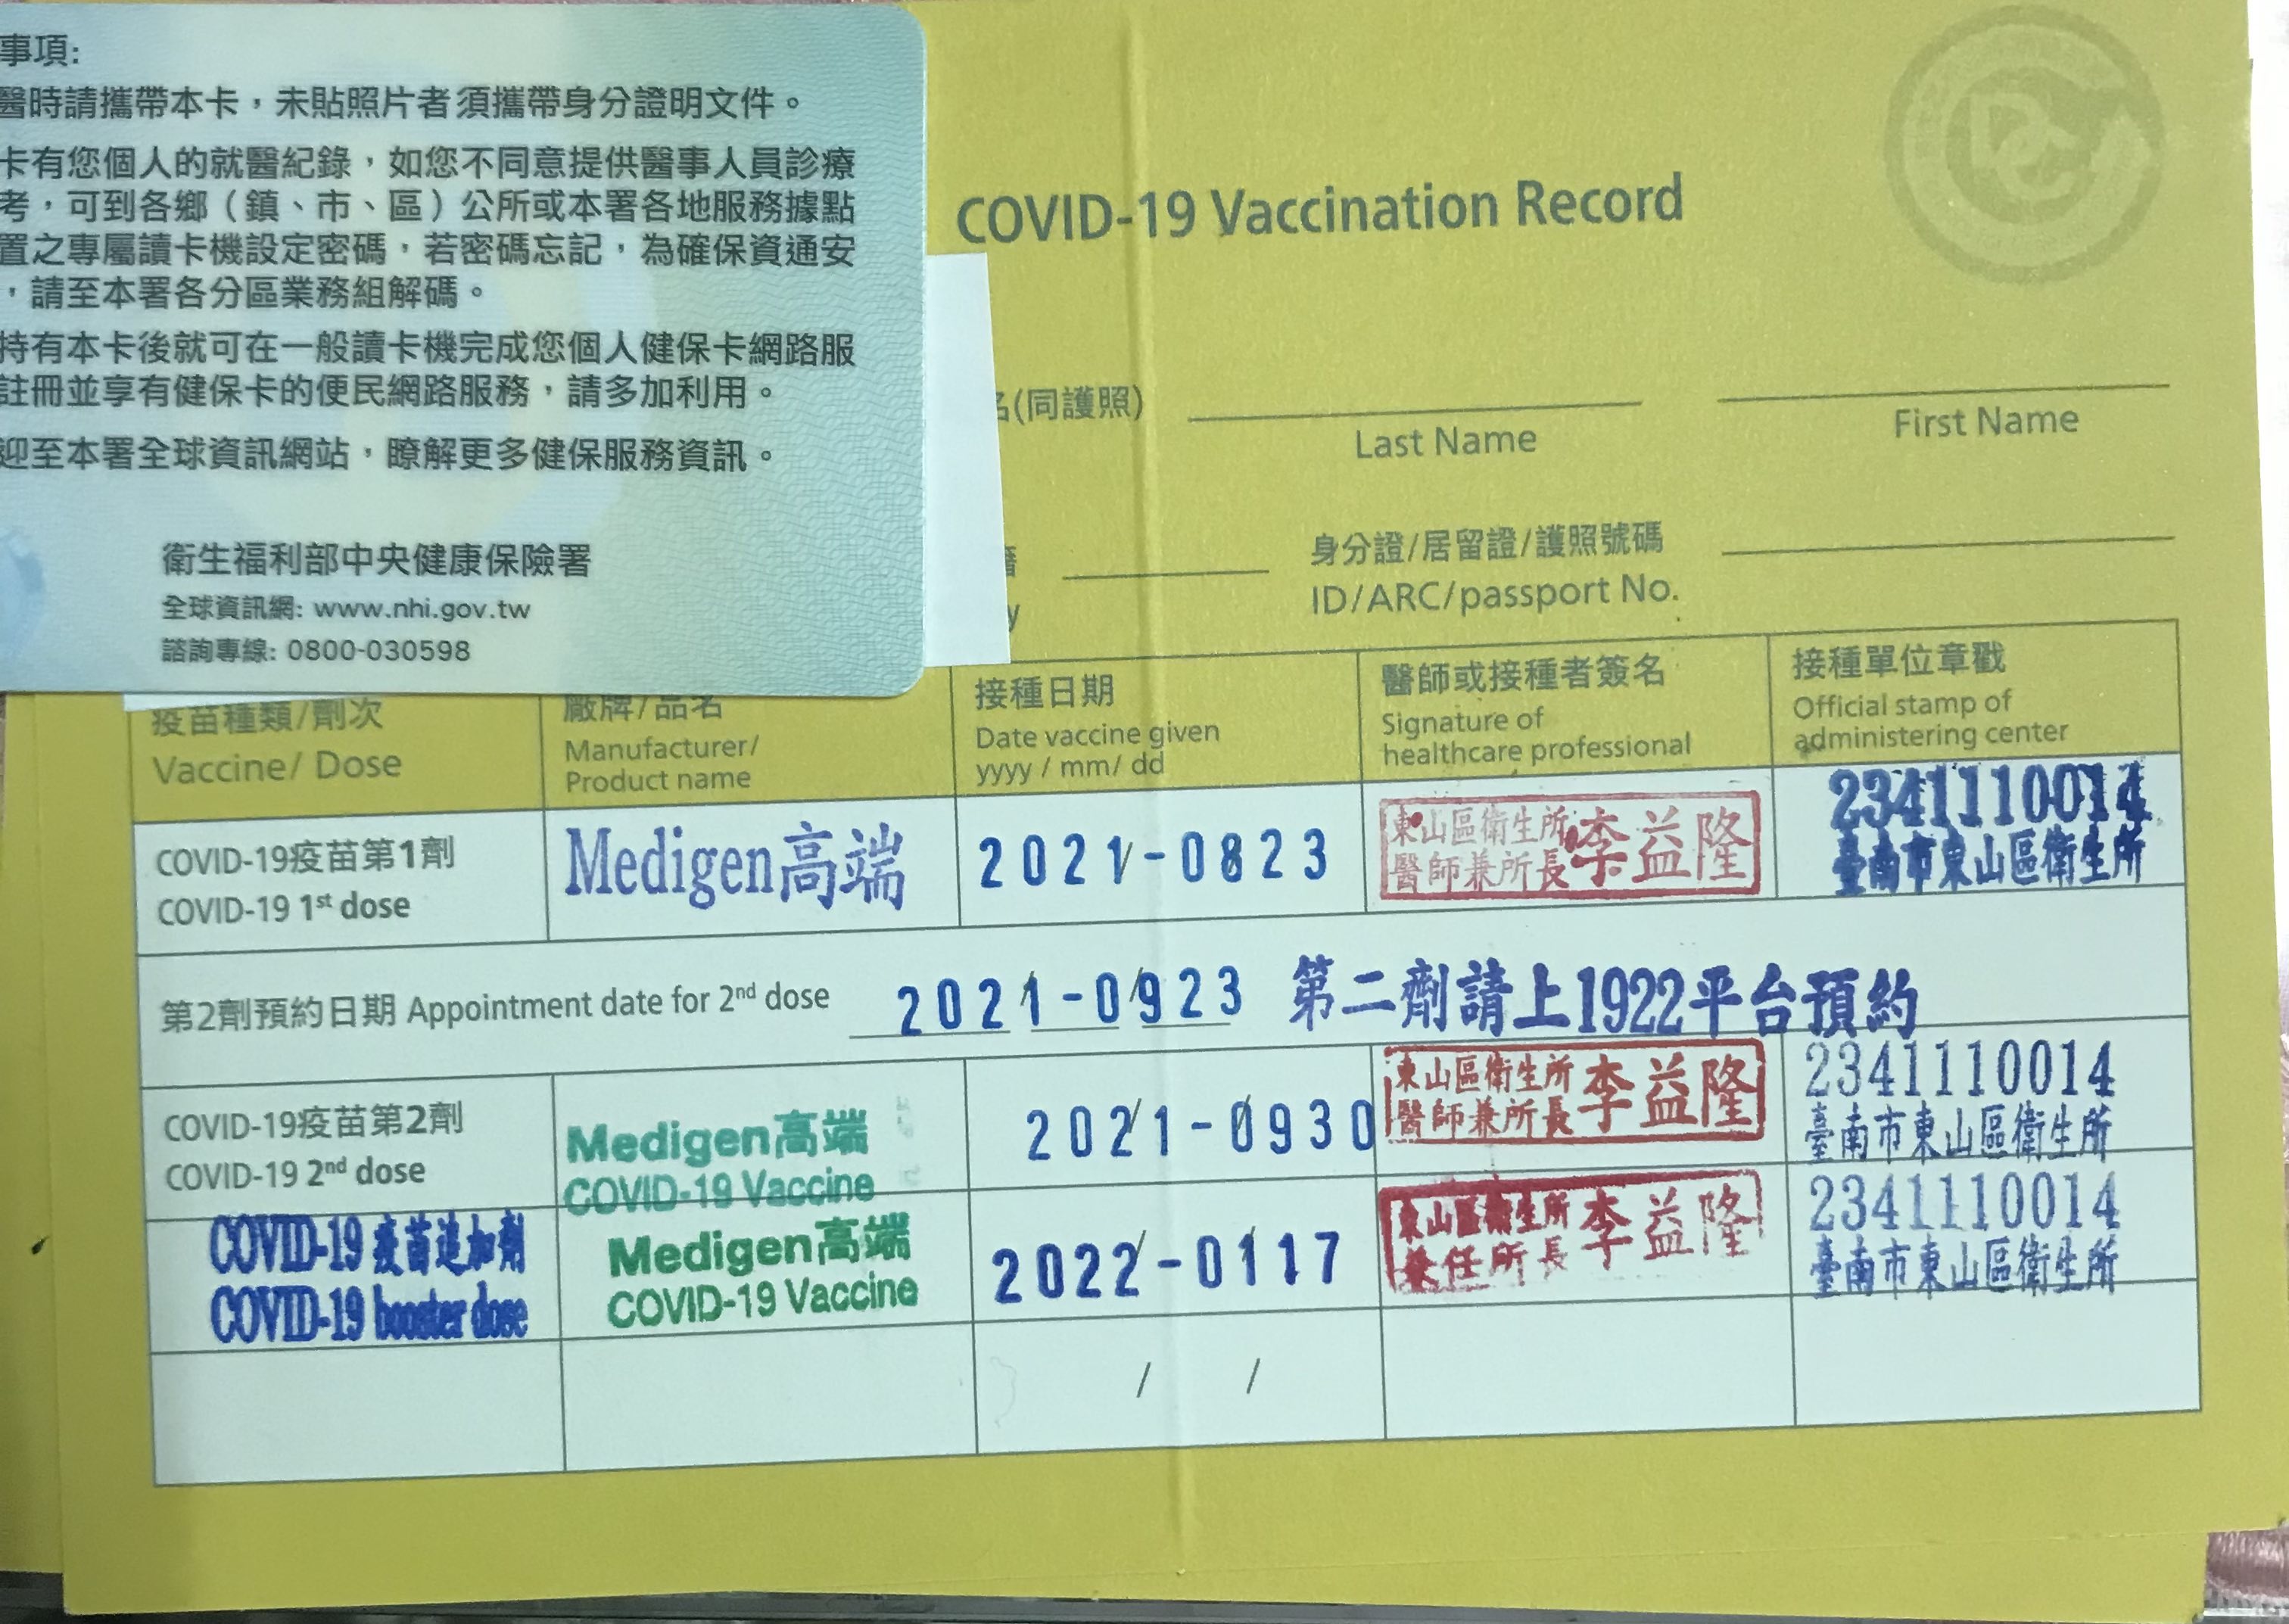 事項:
醫時請攜帶本卡，未貼照片者須攜帶身分證明文件。
卡有您個人的就醫紀錄，如您不同意提供醫事人員診療
考，可到各鄉（鎮、市、區）公所或本署各地服務據點
置之專屬讀卡機設定密碼，若密碼忘記，為確保資通安
，請至本署各分區業務組解碼。
持有本卡後就可在一般讀卡機完成您個人健保卡網路服
註冊並享有健保卡的便民網路服務，請多加利用。
迎至本署全球資訊網站，瞭解更多健保服務資訊。
衛生福利部中央健康保險署
全球資訊網: www.nhi.gov.tw
諮詢專線: 0800-030598
COVID-19 Vaccination Record
名(同護照)
Last Name
First Name
身分證/居留證/護照號碼
ID/ARC/passport No.
疫苗種類/劑次
Vaccine/ Dose
廠牌/品名
Manufacturer/
Product name
接種日期
Date vaccine given
yyyy / mm/ dd
醫師或接種者簽名
Signature of
healthcare professional
接種單位章戳
Official stamp of
administering center
COVID-19疫苗第1劑
COVID-19 1st dose
Medigen高端
2021-0823
東山區衛生所
醫師兼所長
李益隆
2341110014
臺南市東山區衛生所
第2劑預約日期 Appointment date for 2nd dose 2021-0923 第二劑請上1922平台預約
COVID-19疫苗第2劑
COVID-19 2nd dose
Medigen高端
COVID-19 Vaccine
2021-0930
東山區衛生所
醫師兼所長
李益隆
2341110014
臺南市東山區衛生所
COVID-19 疫苗追加劑
COVID-19 booster dose
Medigen高端
COVID-19 Vaccine
2022-0117
東山區衛生所
兼任所長
李益隆
2341110014
臺南市東山區衛生所
/ /